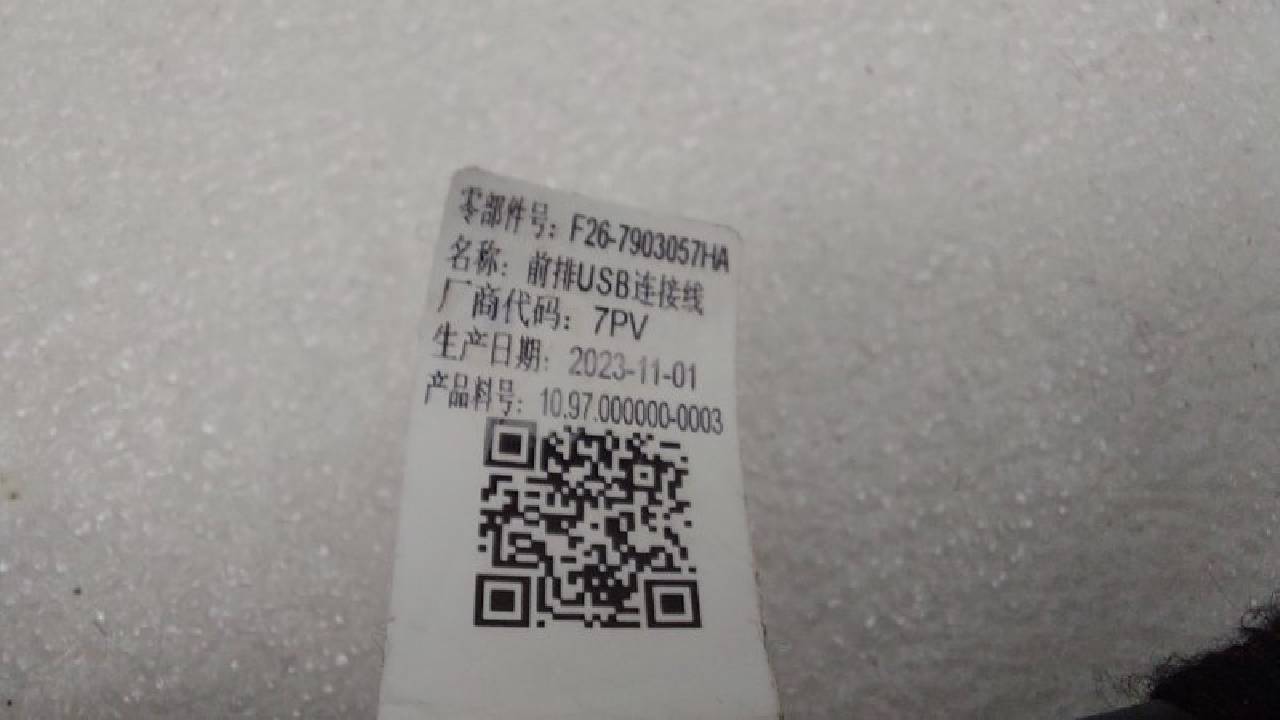 零部件号: F26-7903057HA
名称: 前排USB连接线
厂商代码: 7PV
生产日期: 2023-11-01
产品料号: 10.97.000000-0003